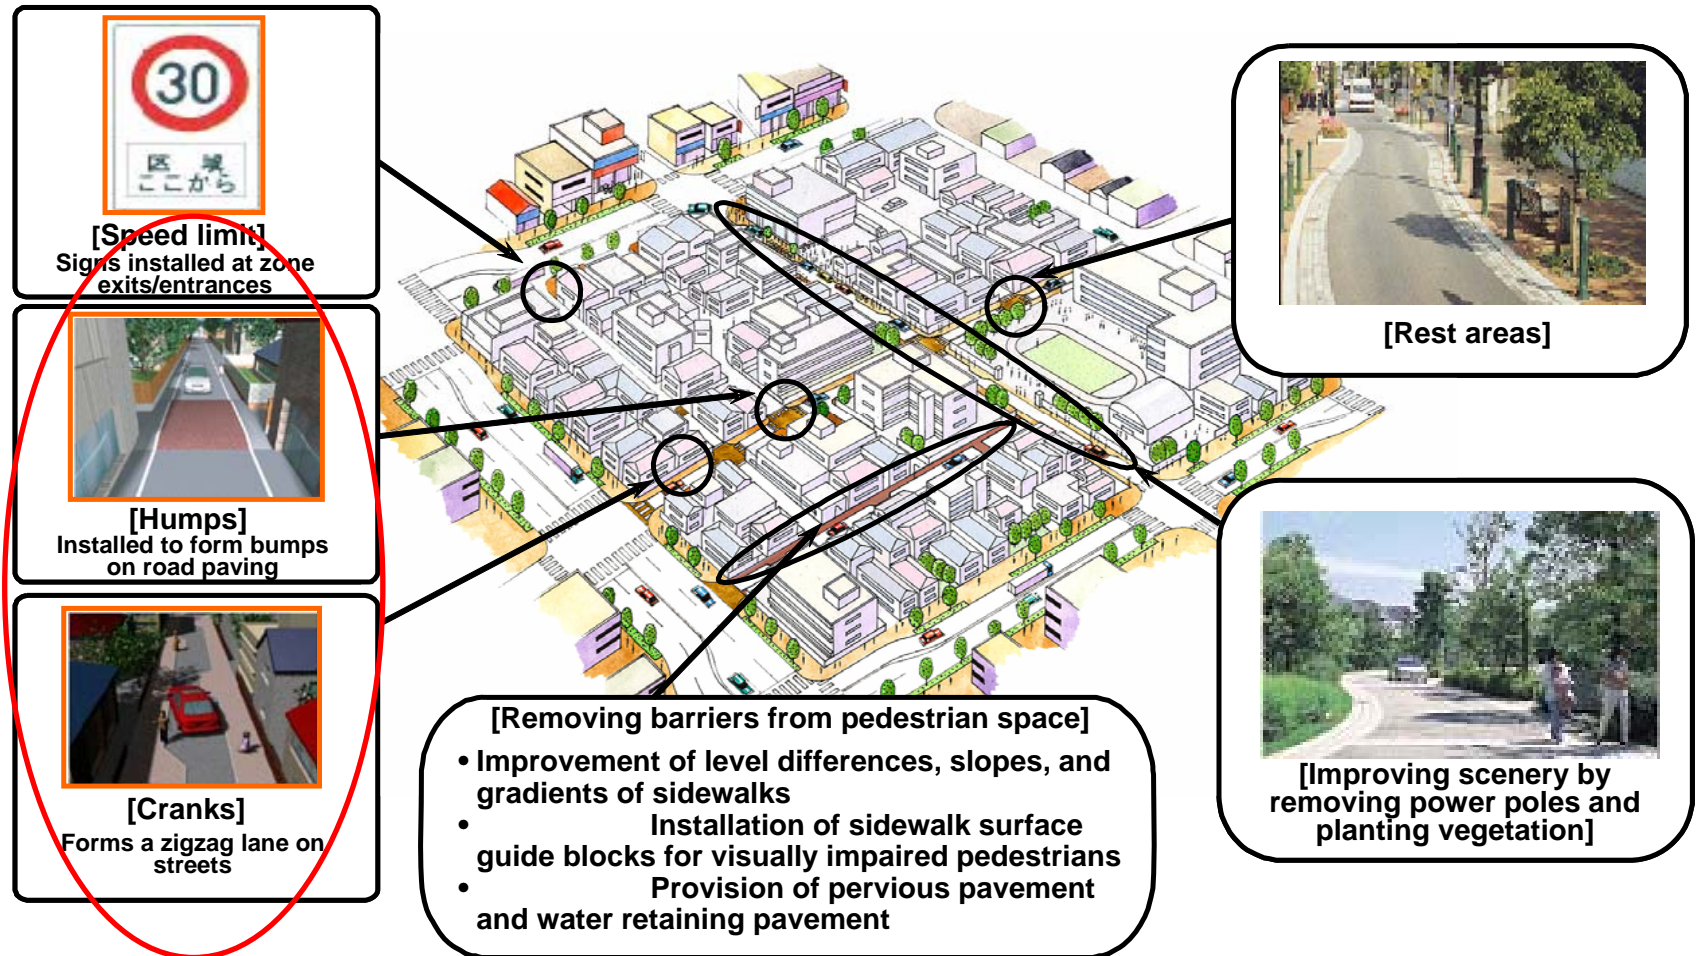 30
区 域
ここから
[Speed limit]
Signs installed at zone
exits/entrances
[Humps]
Installed to form bumps
on road paving
[Cranks]
Forms a zigzag lane on
streets
[Removing barriers from pedestrian space]
• Improvement of level differences, slopes, and
gradients of sidewalks
• Installation of sidewalk surface
guide blocks for visually impaired pedestrians
• Provision of pervious pavement
and water retaining pavement
[Rest areas]
[Improving scenery by
removing power poles and
planting vegetation]